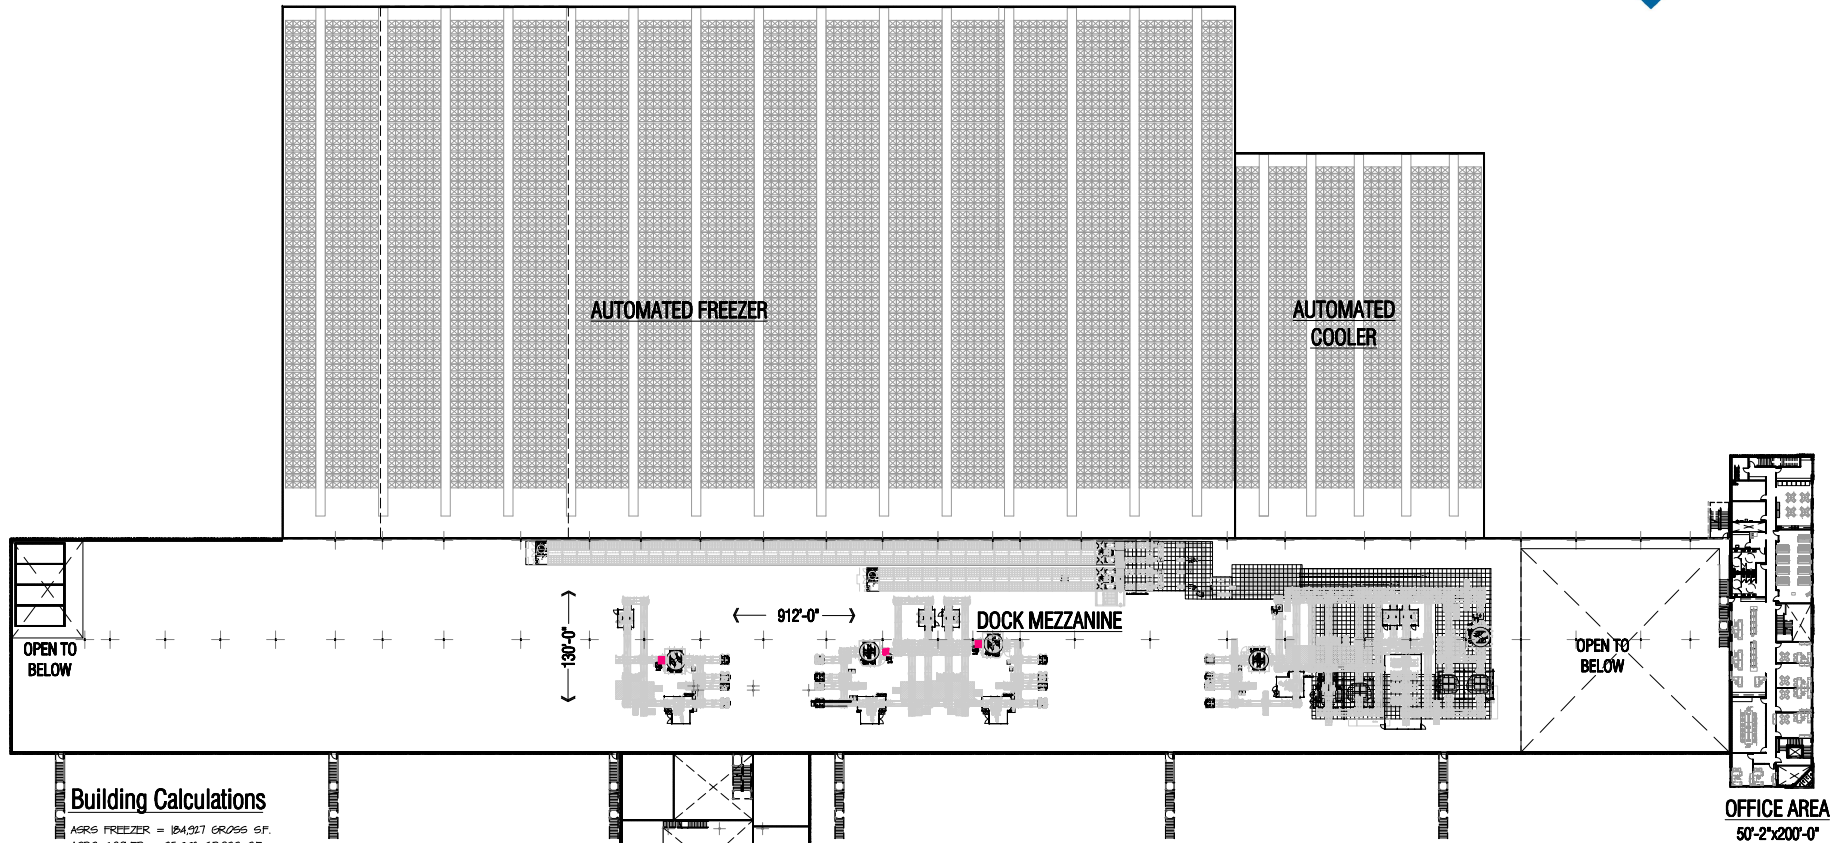 AUTOMATED FREEZER
AUTOMATED
COOLER
912'-0"
130'-0"
DOCK MEZZANINE
OPEN TO
BELOW
OPEN TO
BELOW
Building Calculations
ASRS FREEZER = 184,927 GROSS S.F.
OFFICE AREA
50'-2"x200'-0"